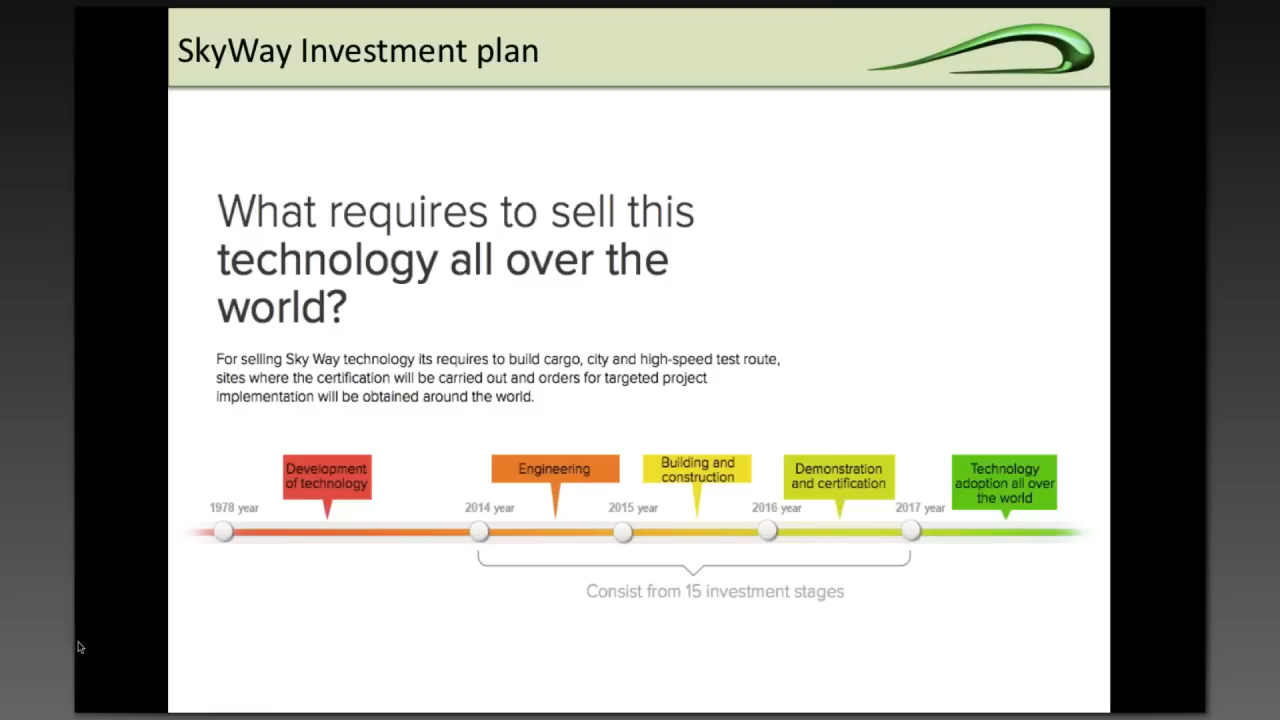 SkyWay Investment plan
What requires to sell this
technology all over the
world?
For selling Sky Way technology its requires to build cargo, city and high-speed test route,
sites where the certification will be carried out and orders for targeted project
implementation will be obtained around the world.
Development
of technology
Engineering
Building and
construction
Demonstration
and certification
Technology
adoption all over
the world
1978 year
2014 year
2015 year
2016 year
2017 year
Consist from 15 investment stages